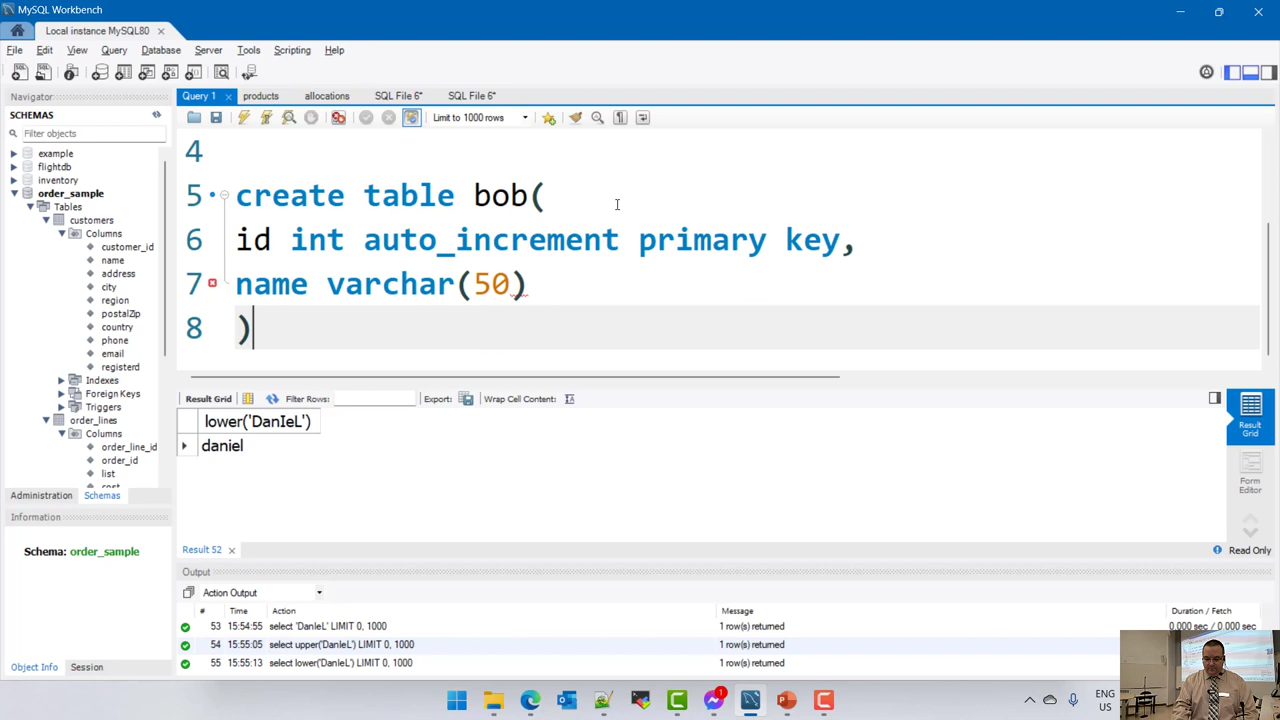 MySQL Workbench
Local instance MySQL80
File Edit View Query Database Server Tools Scripting Help
Navigator
SCHEMAS
Filter objects
example
flightdb
inventory
order_sample
Tables
customers
Columns
customer_id
name
address
city
region
postalZip
country
phone
email
registerd
Indexes
Foreign Keys
Triggers
order_lines
Columns
order_line_id
order_id
list
cost
Administration Schemas
Information
Schema: order_sample
Object Info Session
Query 1 products allocations SQL File 6* SQL File 6*
Limit to 1000 rows
4
5 create table bob(
6 id int auto_increment primary key,
7 name varchar(50)
8 )
Result Grid Filter Rows: Export: Wrap Cell Content:
lower('DanIeL')
daniel
Result Grid
Form Editor
Result 52
Read Only
Output
Action Output
# Time Action Message Duration / Fetch
53 15:54:55 select 'DanIeL' LIMIT 0, 1000 1 row(s) returned 0.000 sec / 0.000 sec
54 15:55:05 select upper('DanIeL') LIMIT 0, 1000 1 row(s) returned
55 15:55:13 select lower('DanIeL') LIMIT 0, 1000 1 row(s) returned
1
ENG
US